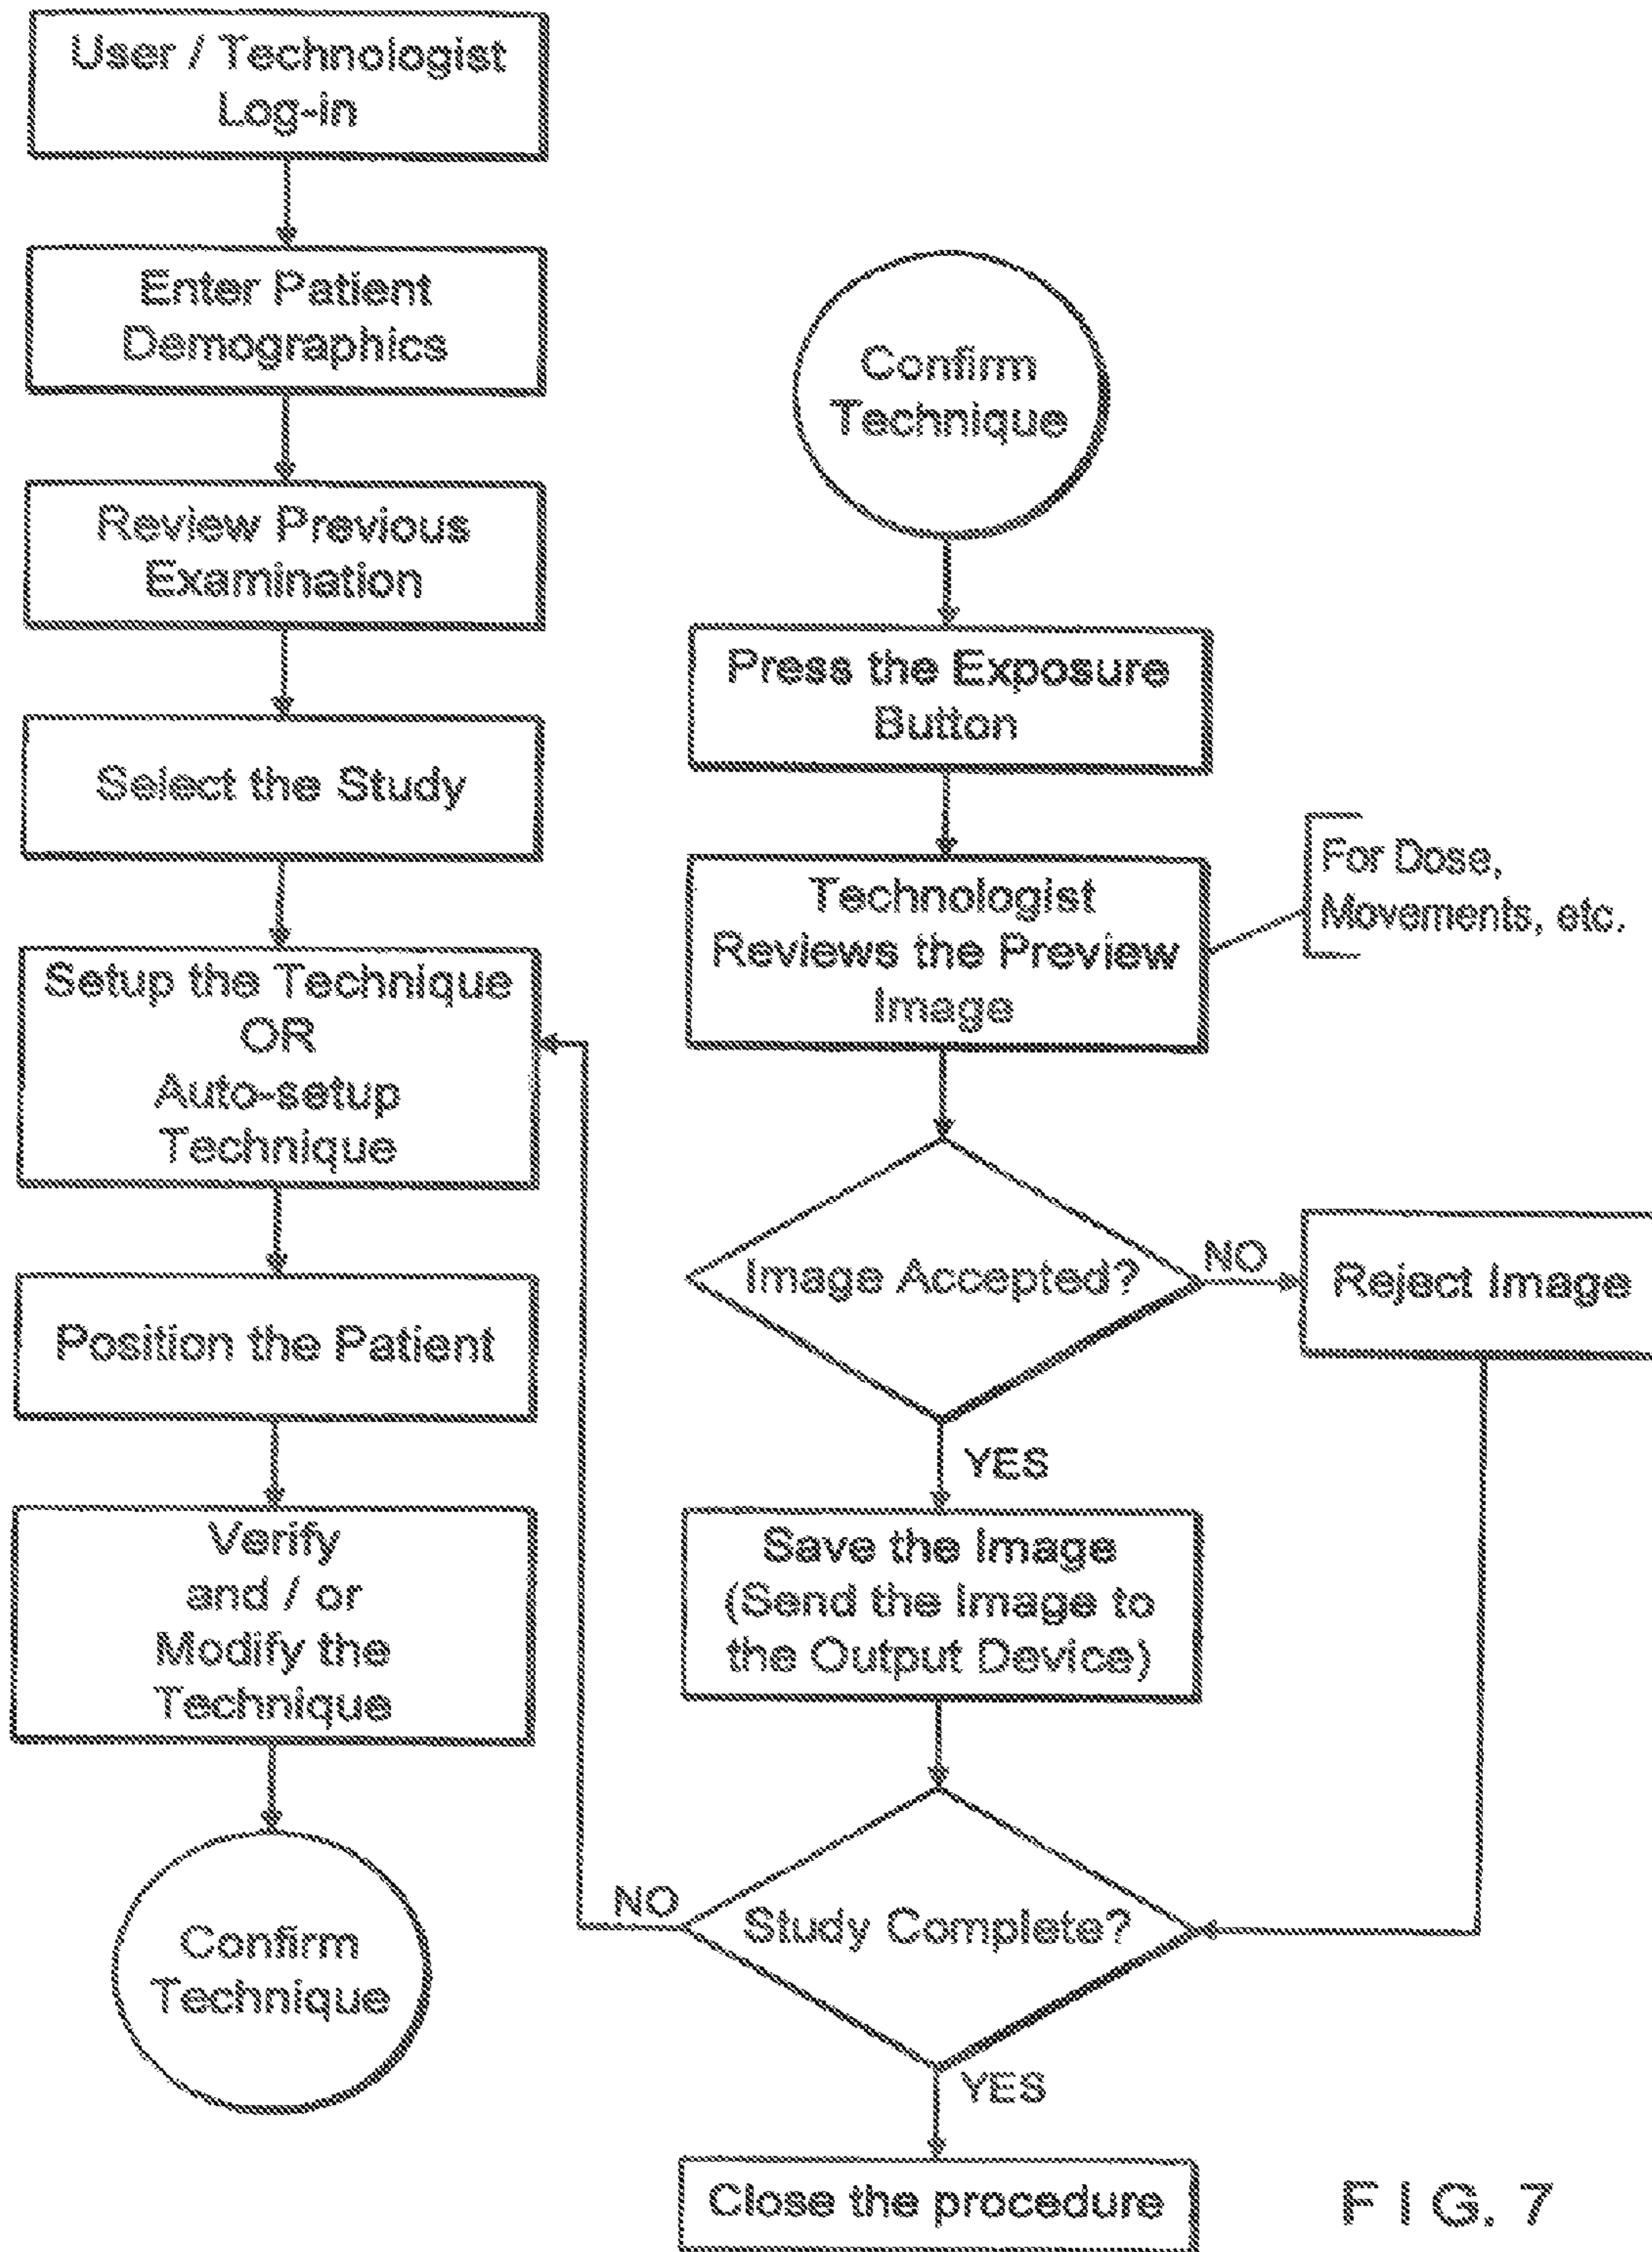 User / Technologist
Log-in
Enter Patient
Demographics
Review Previous
Examination
Select the Study
Setup the Technique
OR
Auto-setup
Technique
Position the Patient
Verify
and / or
Modify the
Technique
Confirm
Technique
Confirm
Technique
Press the Exposure
Button
Technologist
Reviews the Preview
Image
For Dose,
Movements, etc.
Image Accepted?
NO
Reject Image
YES
Save the Image
(Send the Image to
the Output Device)
NO
Study Complete?
YES
Close the procedure
FIG. 7